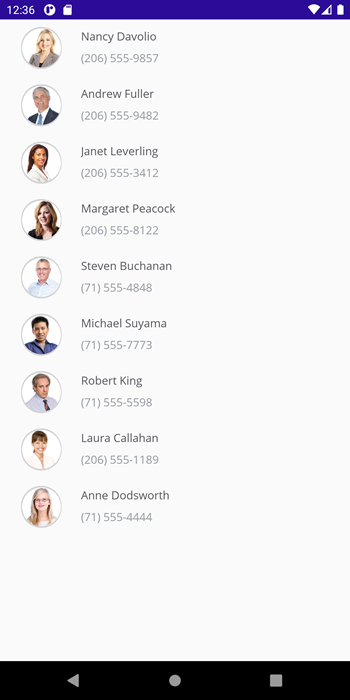 12:36
Nancy Davolio
(206) 555-9857
Andrew Fuller
(206) 555-9482
Janet Leverling
(206) 555-3412
Margaret Peacock
(206) 555-8122
Steven Buchanan
(71) 555-4848
Michael Suyama
(71) 555-7773
Robert King
(71) 555-5598
Laura Callahan
(206) 555-1189
Anne Dodsworth
(71) 555-4444